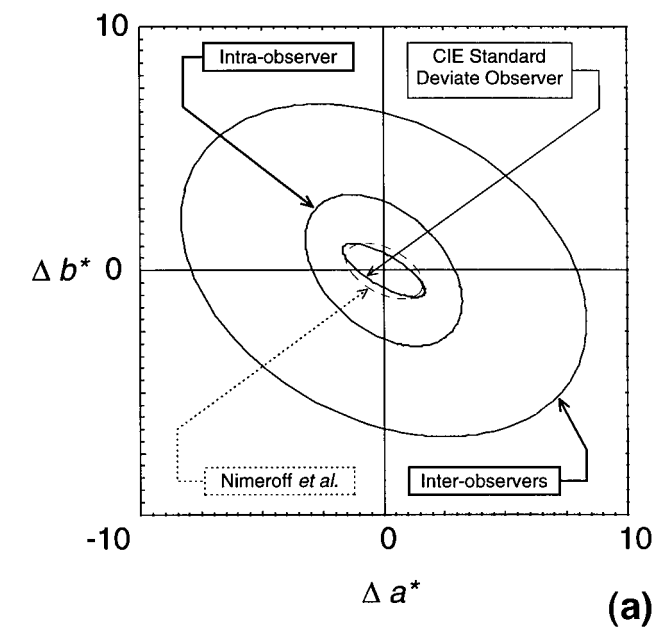 10
Intra-observer
CIE Standard
Deviate Observer
Δ b* 0
Nimeroff et al.
Inter-observers
-10
0
10
Δ a*
(a)